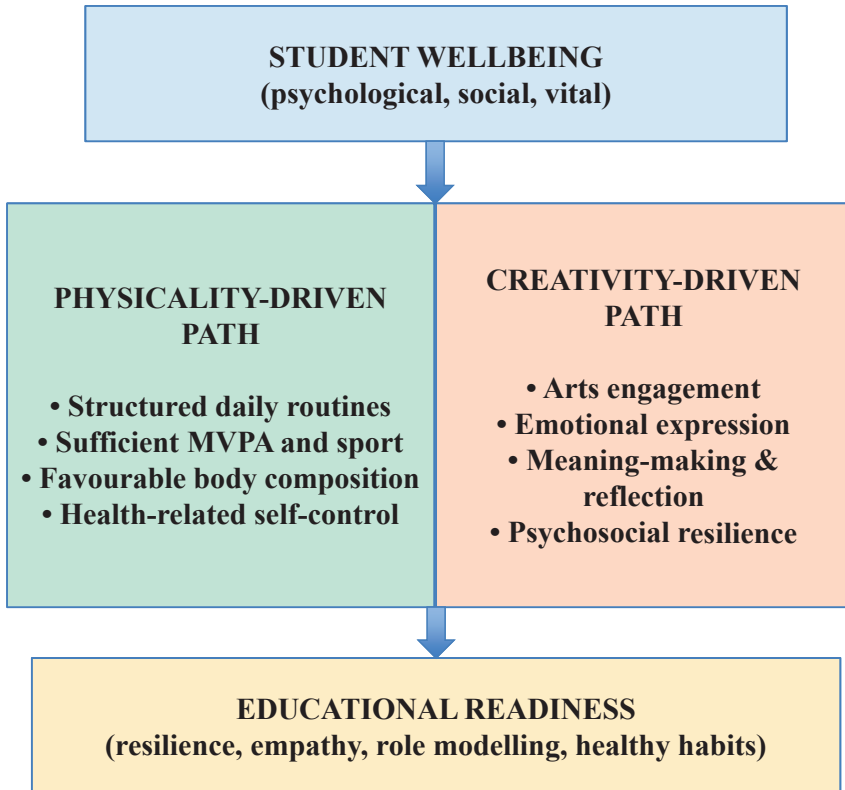 STUDENT WELLBEING
(psychological, social, vital)
PHYSICALITY-DRIVEN
PATH
• Structured daily routines
• Sufficient MVPA and sport
• Favourable body composition
• Health-related self-control
CREATIVITY-DRIVEN
PATH
• Arts engagement
• Emotional expression
• Meaning-making &
reflection
• Psychosocial resilience
EDUCATIONAL READINESS
(resilience, empathy, role modelling, healthy habits)